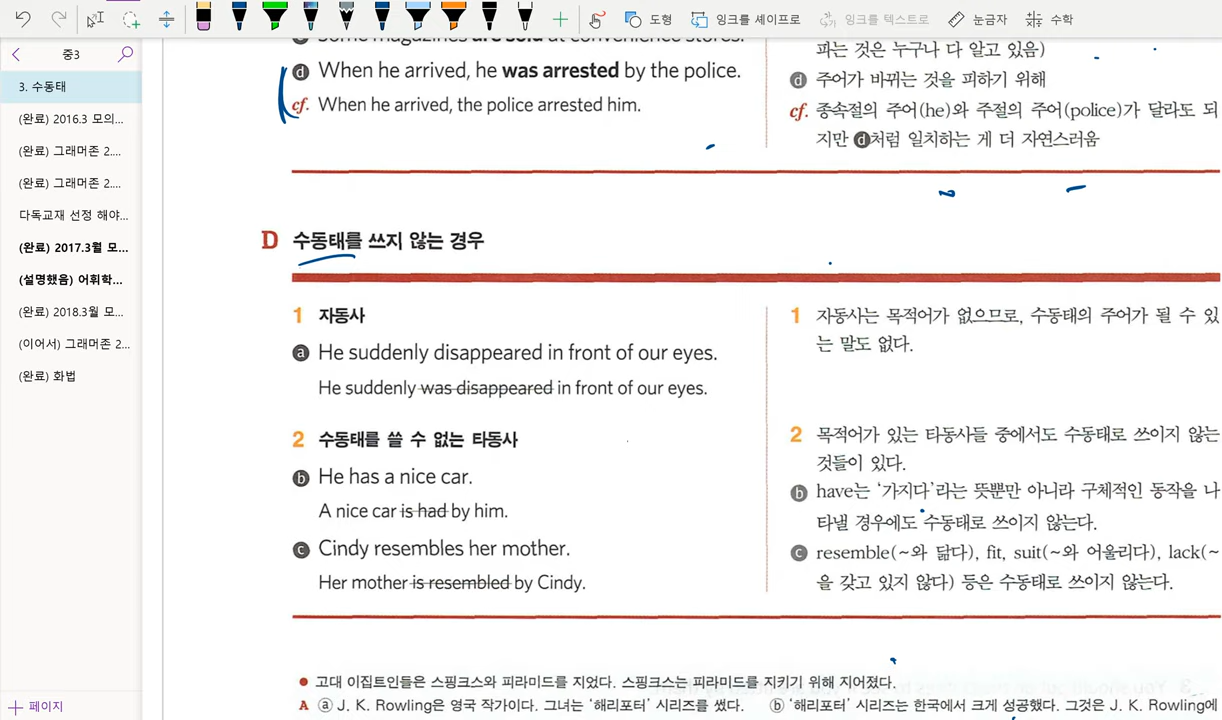 도형
잉크를 셰이프로
잉크를 텍스트로
눈금자
수학
중3
3. 수동태
(완료) 2016.3 모의...
(완료) 그래머존 2....
(완료) 그래머존 2....
다독교재 선정 해야...
(완료) 2017.3월 모...
(설명했음) 어휘학...
(완료) 2018.3월 모...
(이어서) 그래머존 2...
(완료) 화법
페이지
Some magazines are sold at convenience stores.
d When he arrived, he was arrested by the police.
cf. When he arrived, the police arrested him.
파는 것은 누구나 다 알고 있음)
d 주어가 바뀌는 것을 피하기 위해
cf. 종속절의 주어(he)와 주절의 주어(police)가 달라도 되
지만 d처럼 일치하는 게 더 자연스러움
D 수동태를 쓰지 않는 경우
1 자동사
a He suddenly disappeared in front of our eyes.
He suddenly was disappeared in front of our eyes.
1 자동사는 목적어가 없으므로, 수동태의 주어가 될 수 있
는 말도 없다.
2 수동태를 쓸 수 없는 타동사
b He has a nice car.
A nice car is had by him.
c Cindy resembles her mother.
Her mother is resembled by Cindy.
2 목적어가 있는 타동사들 중에서도 수동태로 쓰이지 않는
것들이 있다.
b have는 ‘가지다’라는 뜻뿐만 아니라 구체적인 동작을 나
타낼 경우에도 수동태로 쓰이지 않는다.
c resemble(~와 닮다), fit, suit(~와 어울리다), lack(~
을 갖고 있지 않다) 등은 수동태로 쓰이지 않는다.
● 고대 이집트인들은 스핑크스와 피라미드를 지었다. 스핑크스는 피라미드를 지키기 위해 지어졌다.
A ⓐ J. K. Rowling은 영국 작가이다. 그녀는 ‘해리포터’ 시리즈를 썼다. ⓑ ‘해리포터’ 시리즈는 한국에서 크게 성공했다. 그것은 J. K. Rowling에